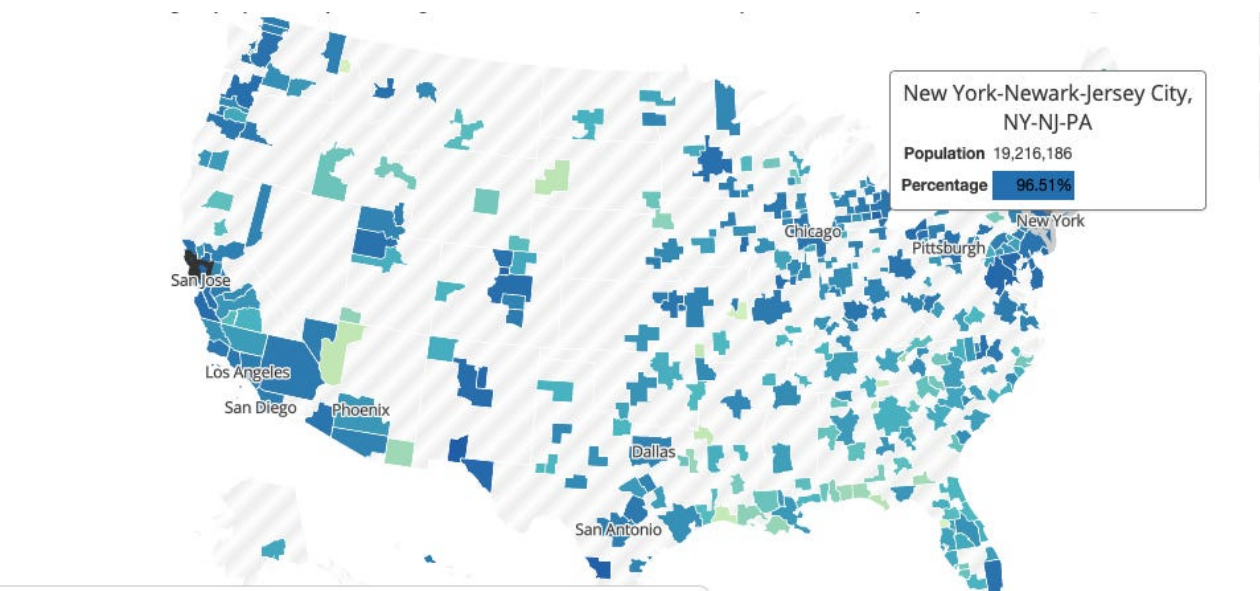 New York-Newark-Jersey City,
NY-NJ-PA
Population 19,216,186
Percentage 96.51%
New York
Chicago
Pittsburgh
San Jose
Los Angeles
San Diego
Phoenix
Dallas
San Antonio